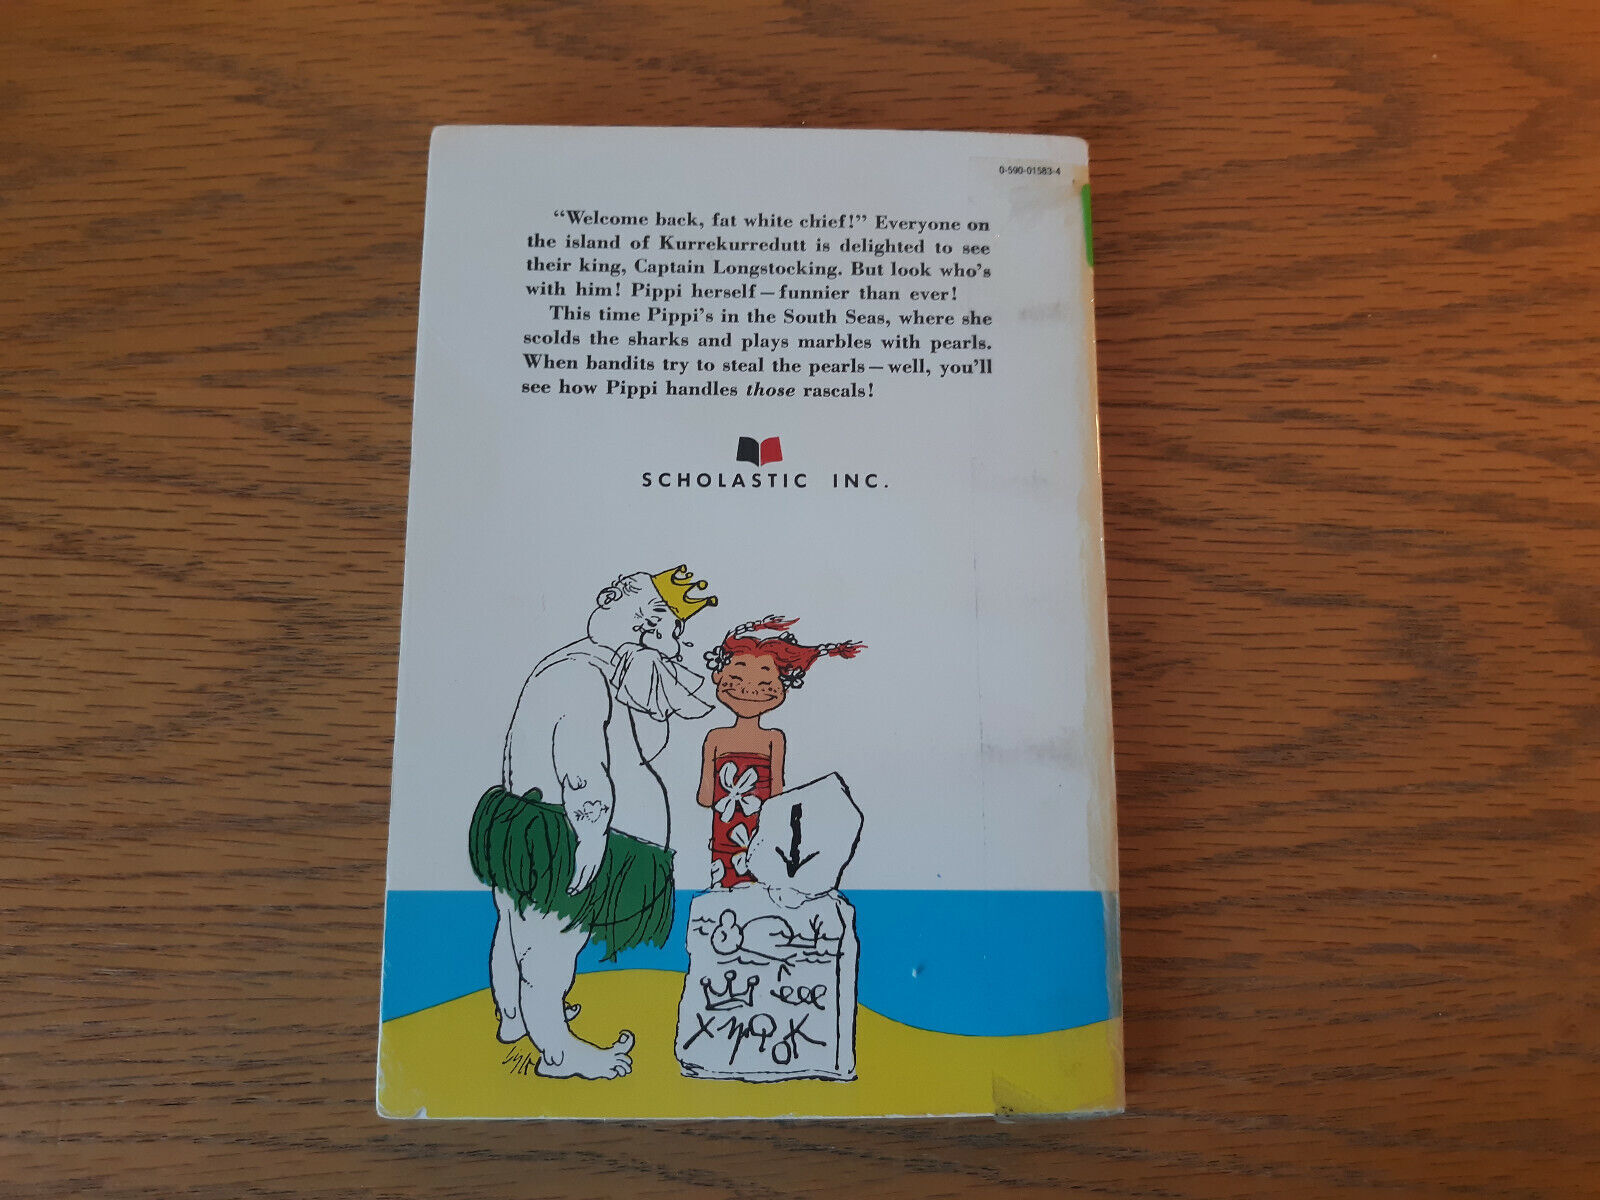 0-590-01583-4
“Welcome back, fat white chief!” Everyone on
the island of Kurrekurredutt is delighted to see
their king, Captain Longstocking. But look who’s
with him! Pippi herself—funnier than ever!
This time Pippi’s in the South Seas, where she
scolds the sharks and plays marbles with pearls.
When bandits try to steal the pearls—well, you’ll
see how Pippi handles those rascals!
SCHOLASTIC INC.